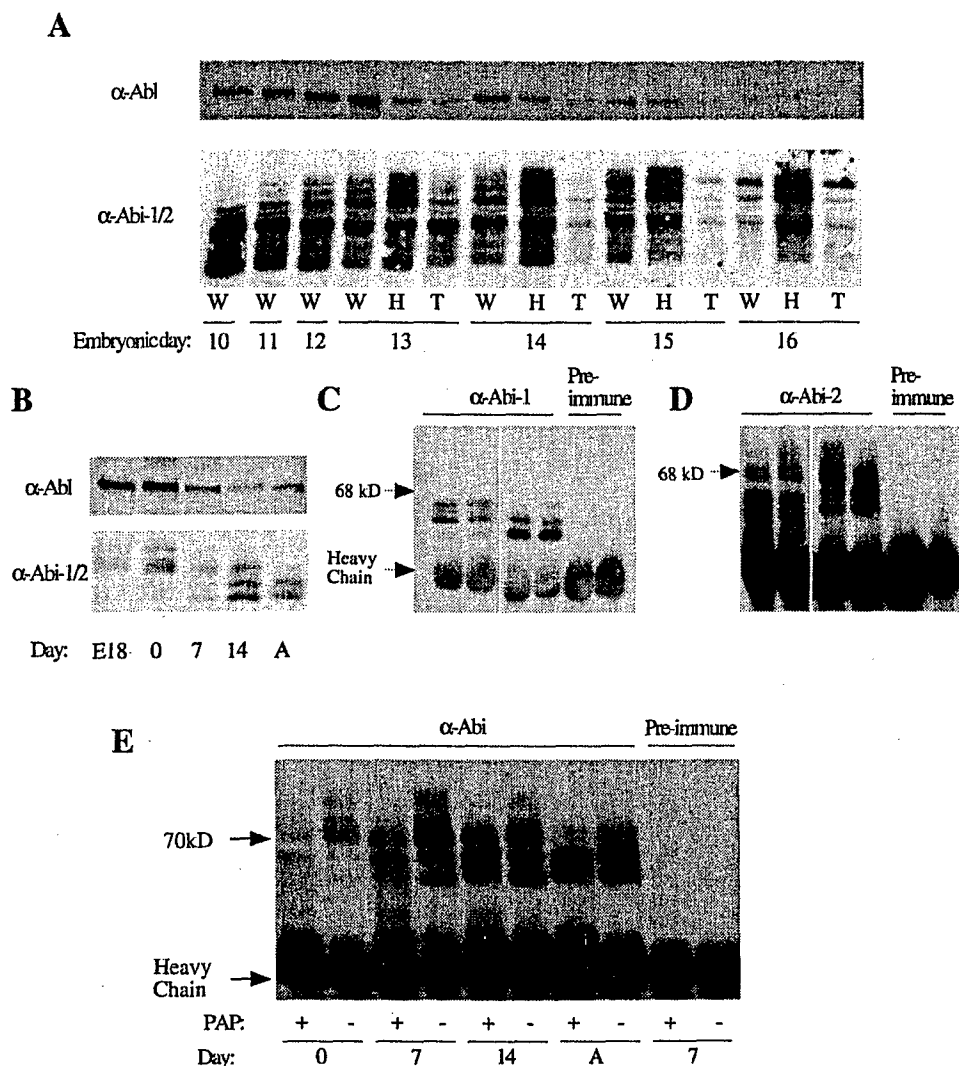 A
α-Abl
α-Abi-1/2
W W W W H T W H T W H T W H T
Embryonicday: 10 11 12 13 14 15 16
B
α-Abl
α-Abi-1/2
Day: E18 0 7 14 A
C
α-Abi-1
Pre-
immune
68 kD
Heavy
Chain
D
α-Abi-2
Pre-
immune
68 kD
E
α-Abi
Pre-immune
70kD
Heavy
Chain
PAP: + - + - + - + - + -
Day: 0 7 14 A 7